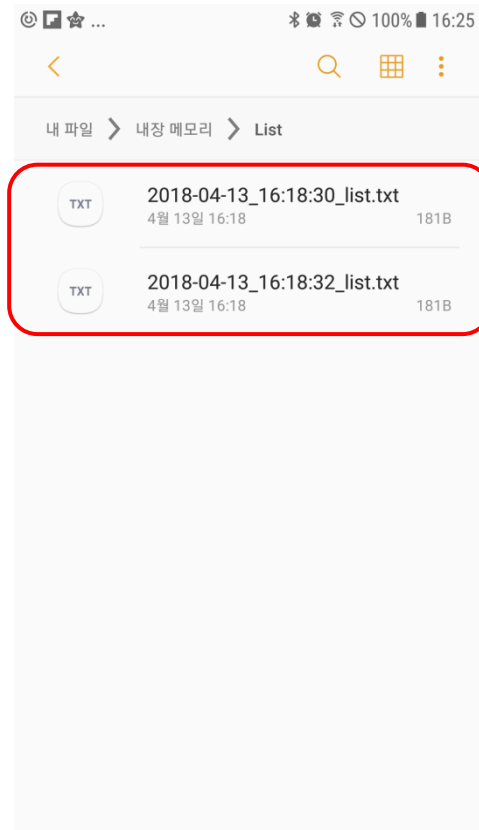 ... 100% 16:25
내 파일 > 내장 메모리 > List
TXT 2018-04-13_16:18:30_list.txt
4월 13일 16:18 181B
TXT 2018-04-13_16:18:32_list.txt
4월 13일 16:18 181B